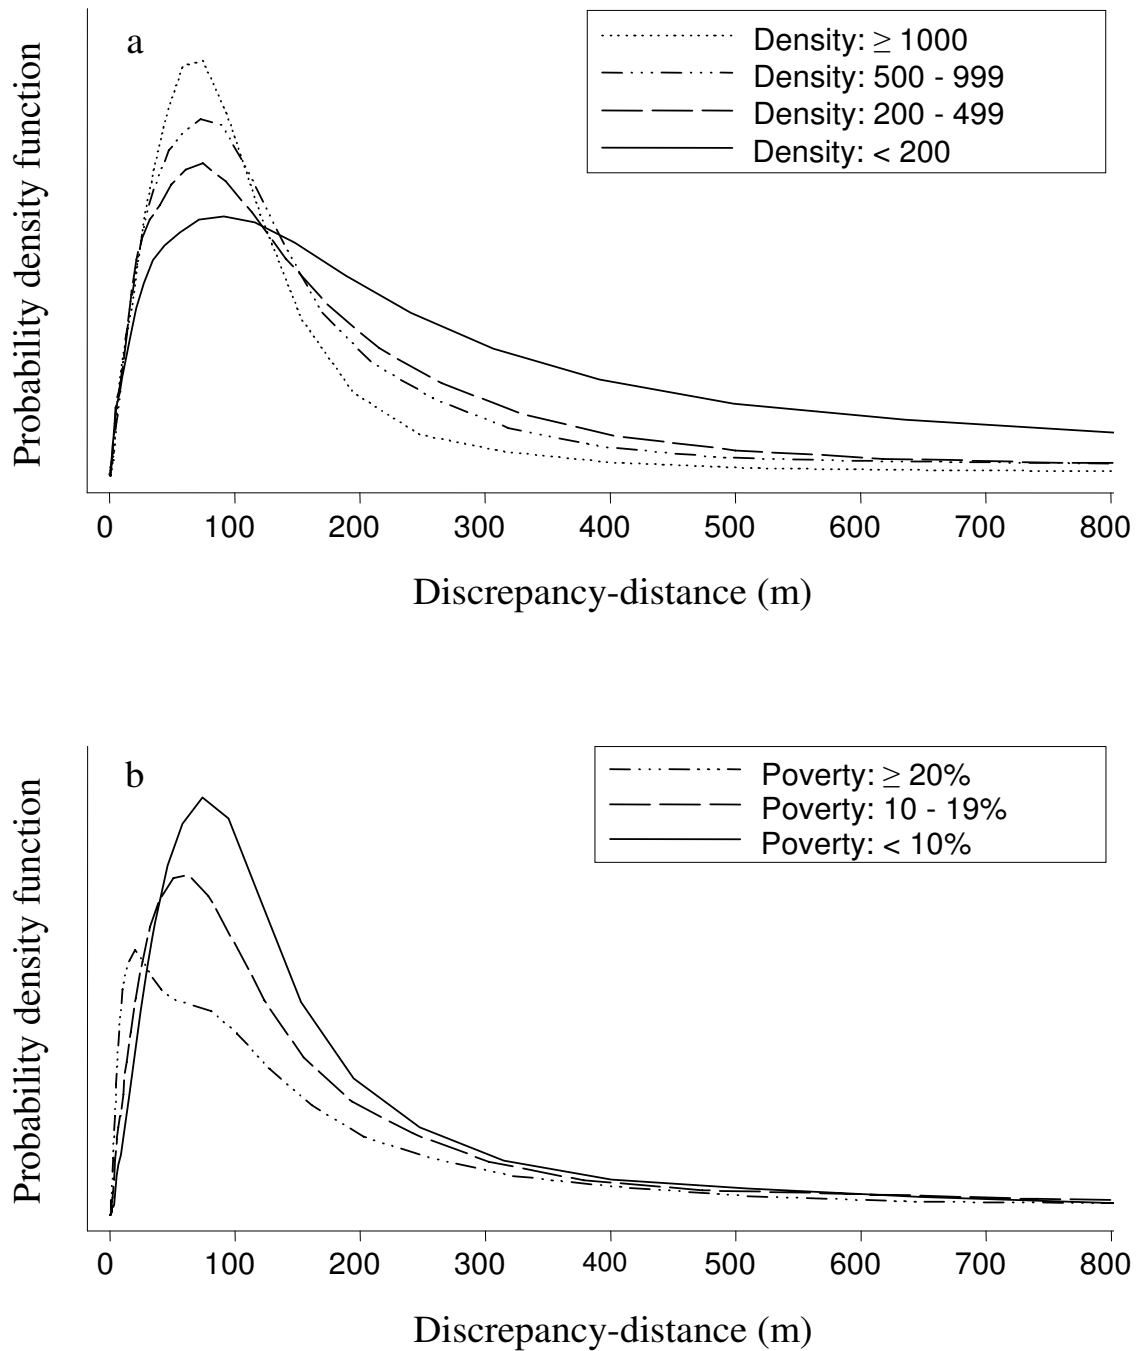 a
Density: ≥ 1000
Density: 500 - 999
Density: 200 - 499
Density: < 200
Probability density function
0 100 200 300 400 500 600 700 800
Discrepancy-distance (m)
b
Poverty: ≥ 20%
Poverty: 10 - 19%
Poverty: < 10%
Probability density function
0 100 200 300 400 500 600 700 800
Discrepancy-distance (m)